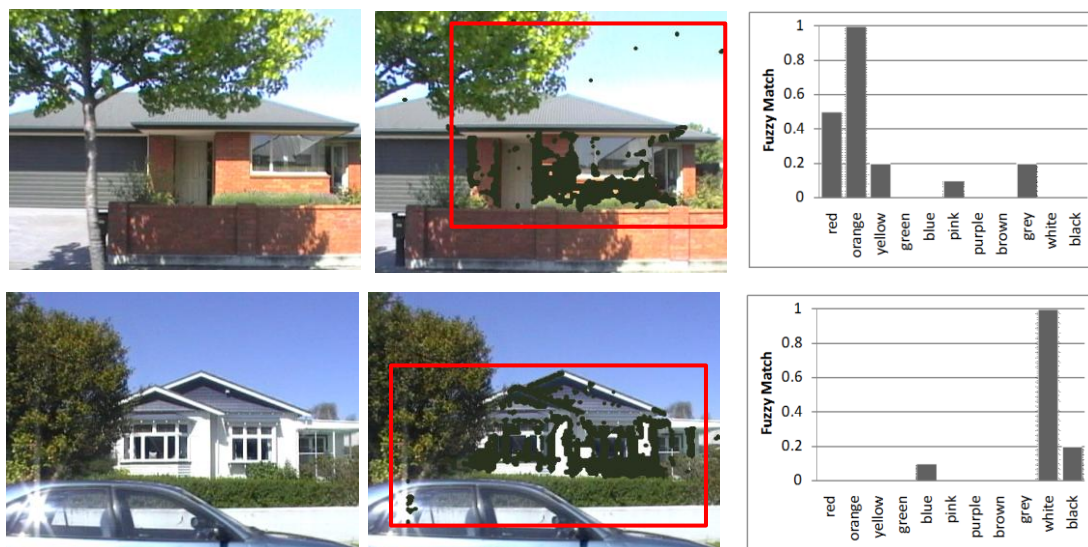 1
0.8
0.6
0.4
0.2
0
Fuzzy Match
red
orange
yellow
green
blue
pink
purple
brown
grey
white
black
1
0.8
0.6
0.4
0.2
0
Fuzzy Match
red
orange
yellow
green
blue
pink
purple
brown
grey
white
black